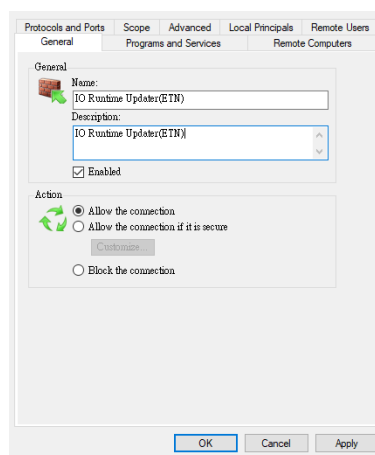 Protocols and Ports Scope Advanced Local Principals Remote Users
General Programs and Services Remote Computers
General
Name:
IO Runtime Updater(ETN)
Description:
IO Runtime Updater(ETN)
Enabled
Action
Allow the connection
Allow the connection if it is secure
Customize...
Block the connection
OK Cancel Apply